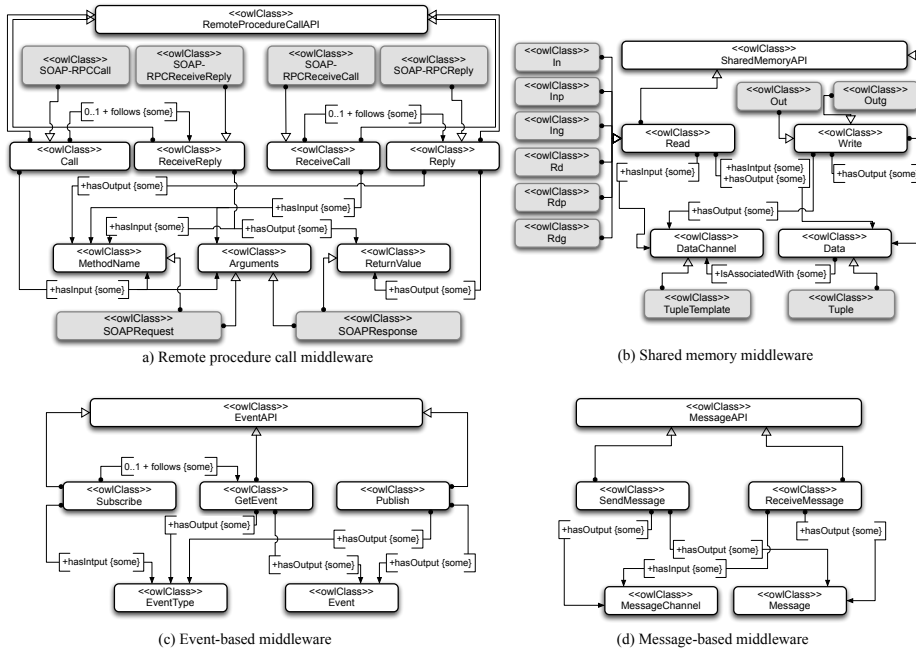 <<owlClass>>
RemoteProcedureCallAPI
<<owlClass>>
SOAP-RPCCall
<<owlClass>>
SOAP-
RPCReceiveReply
<<owlClass>>
SOAP-
RPCReceiveCall
<<owlClass>>
SOAP-RPCReply
0..1 + follows {some}
0..1 + follows {some}
<<owlClass>>
Call
<<owlClass>>
ReceiveReply
<<owlClass>>
ReceiveCall
<<owlClass>>
Reply
+hasOutput {some}
+hasInput {some}
+hasInput {some}
+hasOutput {some}
<<owlClass>>
MethodName
<<owlClass>>
Arguments
<<owlClass>>
ReturnValue
+hasInput {some}
+hasOutput {some}
<<owlClass>>
SOAPRequest
<<owlClass>>
SOAPResponse
a) Remote procedure call middleware
<<owlClass>>
In
<<owlClass>>
Inp
<<owlClass>>
Ing
<<owlClass>>
Rd
<<owlClass>>
Rdp
<<owlClass>>
Rdg
<<owlClass>>
SharedMemoryAPI
<<owlClass>>
Out
<<owlClass>>
Outg
<<owlClass>>
Read
<<owlClass>>
Write
+hasInput {some}
+hasIntput {some}
+hasOutput {some}
+hasOutput {some}
+hasOutput {some}
<<owlClass>>
DataChannel
<<owlClass>>
Data
+IsAssociatedWith {some}
<<owlClass>>
TupleTemplate
<<owlClass>>
Tuple
(b) Shared memory middleware
<<owlClass>>
EventAPI
0..1 + follows {some}
<<owlClass>>
Subscribe
<<owlClass>>
GetEvent
<<owlClass>>
Publish
+hasOutput {some}
+hasOutput {some}
+hasIntput {some}
+hasOutput {some}
+hasOutput {some}
<<owlClass>>
EventType
<<owlClass>>
Event
(c) Event-based middleware
<<owlClass>>
MessageAPI
<<owlClass>>
SendMessage
<<owlClass>>
ReceiveMessage
+hasOutput {some}
+hasOutput {some}
+hasOutput {some}
+hasInput {some}
<<owlClass>>
MessageChannel
<<owlClass>>
Message
(d) Message-based middleware